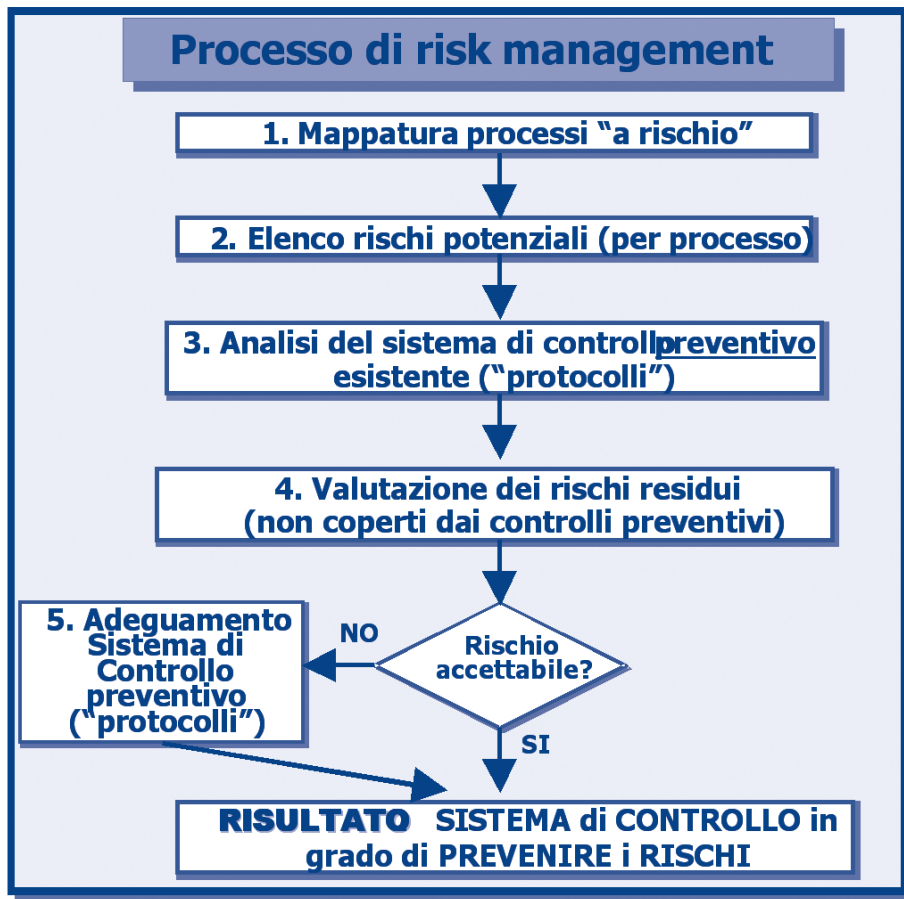 Processo di risk management
1. Mappatura processi “a rischio”
2. Elenco rischi potenziali (per processo)
3. Analisi del sistema di controllo preventivo
esistente (“protocolli”)
4. Valutazione dei rischi residui
(non coperti dai controlli preventivi)
Rischio
accettabile?
NO
5. Adeguamento
Sistema di
Controllo
preventivo
(“protocolli”)
SI
RISULTATO SISTEMA di CONTROLLO in
grado di PREVENIRE i RISCHI